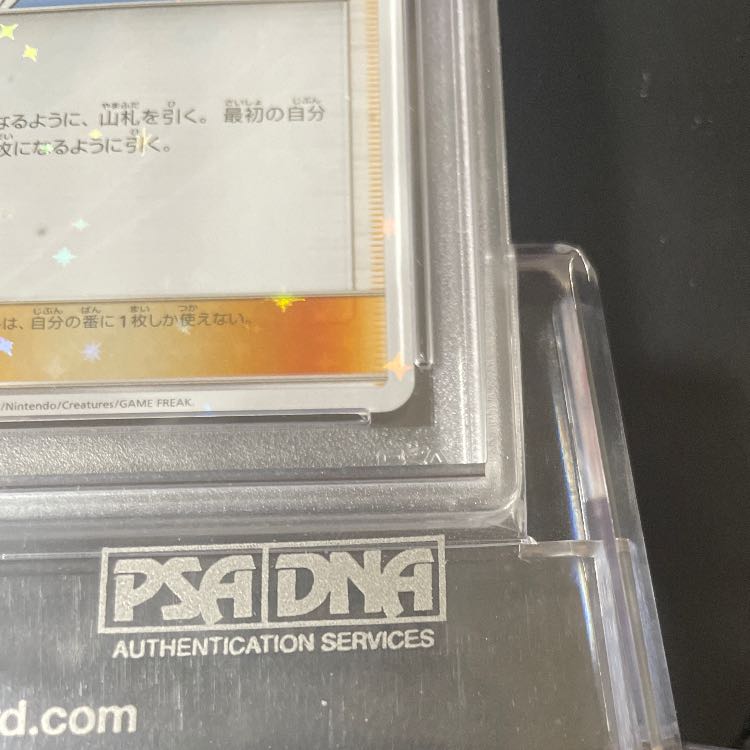 なるように、山札を引く。最初の自分
枚になるように引く。
は、自分の番に1枚しか使えない。
/Nintendo/Creatures/GAME FREAK.
PSA DNA
AUTHENTICATION SERVICES
rd.com